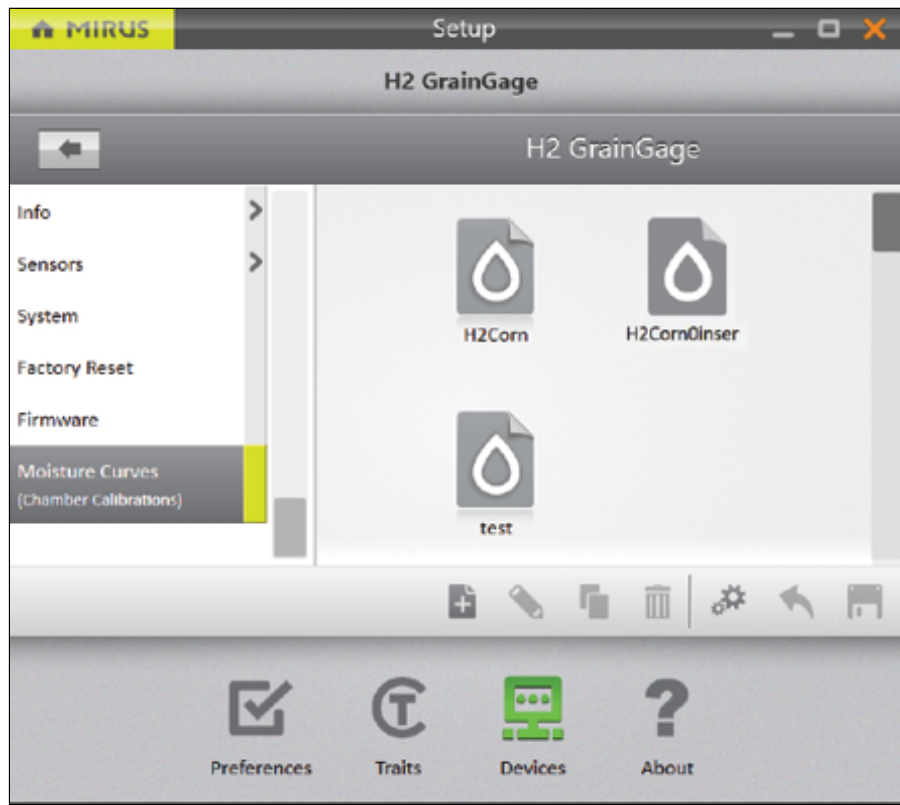 MIRUS
Setup
H2 GrainGage
H2 GrainGage
Info
Sensors
System
Factory Reset
Firmware
Moisture Curves
(Chamber Calibrations)
H2Corn
H2Corn0inser
test
Preferences
Traits
Devices
About